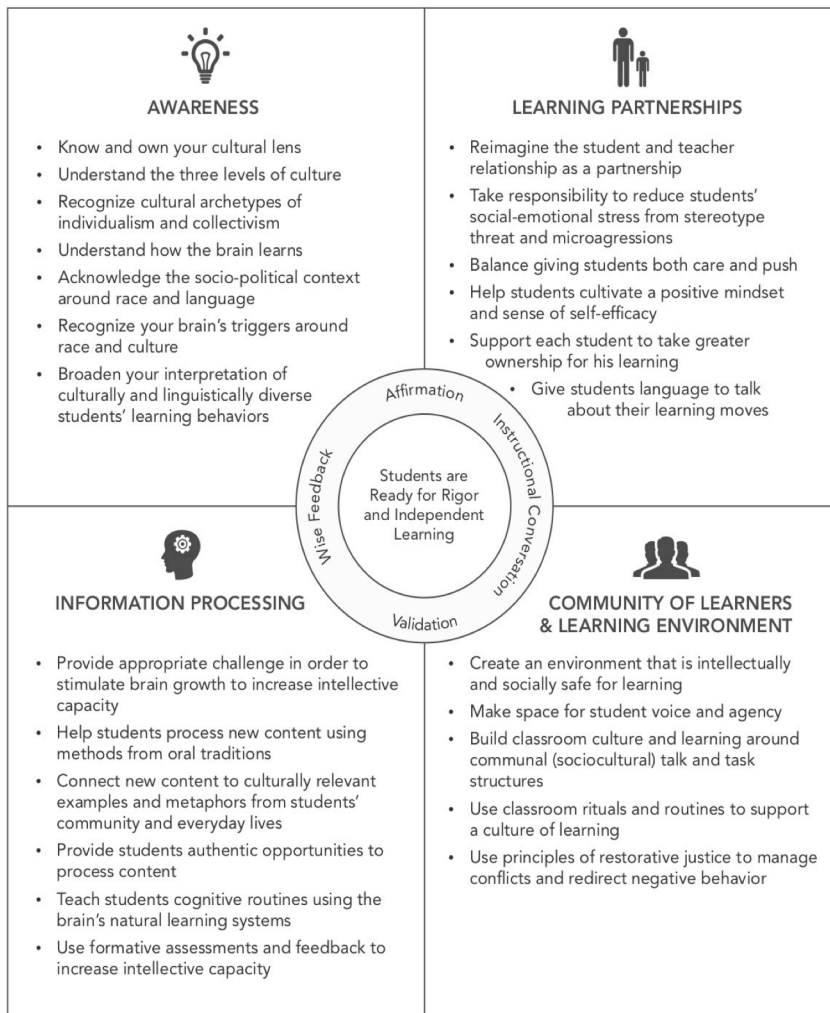 AWARENESS
• Know and own your cultural lens
• Understand the three levels of culture
• Recognize cultural archetypes of
individualism and collectivism
• Understand how the brain learns
• Acknowledge the socio-political context
around race and language
• Recognize your brain's triggers around
race and culture
• Broaden your interpretation of
culturally and linguistically diverse
students' learning behaviors
LEARNING PARTNERSHIPS
• Reimagine the student and teacher
relationship as a partnership
• Take responsibility to reduce students'
social-emotional stress from stereotype
threat and microagressions
• Balance giving students both care and push
• Help students cultivate a positive mindset
and sense of self-efficacy
• Support each student to take greater
ownership for his learning
• Give students language to talk
about their learning moves
Affirmation
Instructional Conversation
Validation
Wise Feedback
Students are
Ready for Rigor
and Independent
Learning
INFORMATION PROCESSING
• Provide appropriate challenge in order to
stimulate brain growth to increase intellective
capacity
• Help students process new content using
methods from oral traditions
• Connect new content to culturally relevant
examples and metaphors from students'
community and everyday lives
• Provide students authentic opportunities to
process content
• Teach students cognitive routines using the
brain's natural learning systems
• Use formative assessments and feedback to
increase intellective capacity
COMMUNITY OF LEARNERS
& LEARNING ENVIRONMENT
• Create an environment that is intellectually
and socially safe for learning
• Make space for student voice and agency
• Build classroom culture and learning around
communal (sociocultural) talk and task
structures
• Use classroom rituals and routines to support
a culture of learning
• Use principles of restorative justice to manage
conflicts and redirect negative behavior